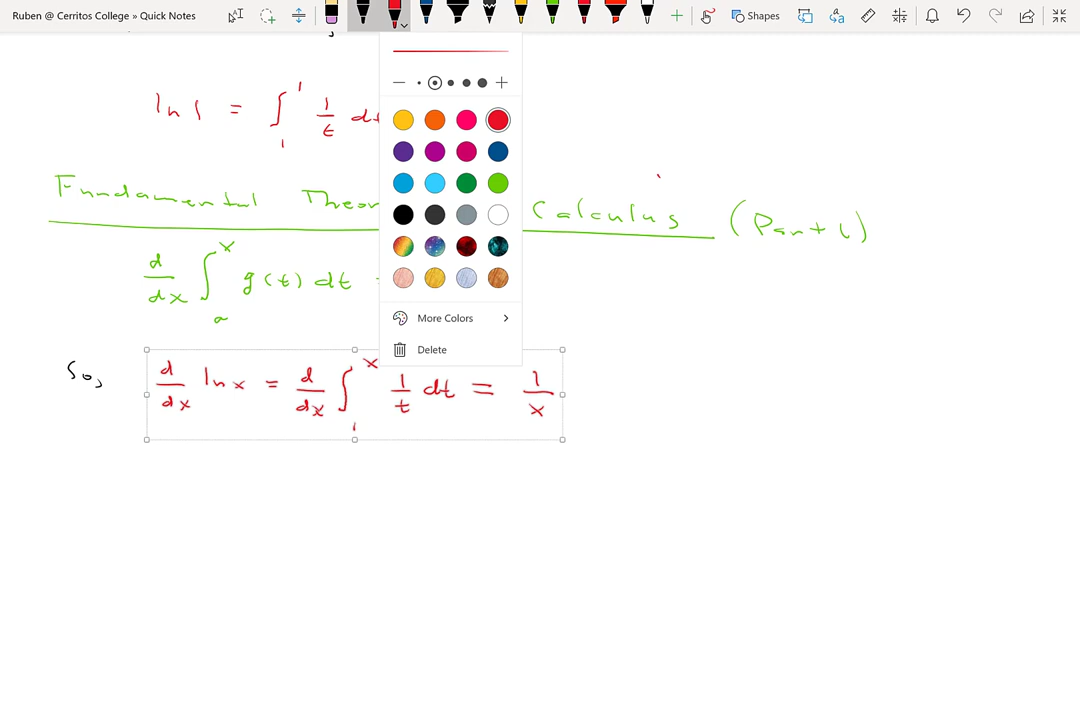 Ruben @ Cerritos College » Quick Notes
Shapes
ln 1 = ∫₁¹ 1/t dt
Fundamental Theor Calculus (Part 1)
d/dx ∫ₐˣ g(t) dt
More Colors
Delete
So, d/dx ln x = d/dx ∫₁ˣ 1/t dt = 1/x